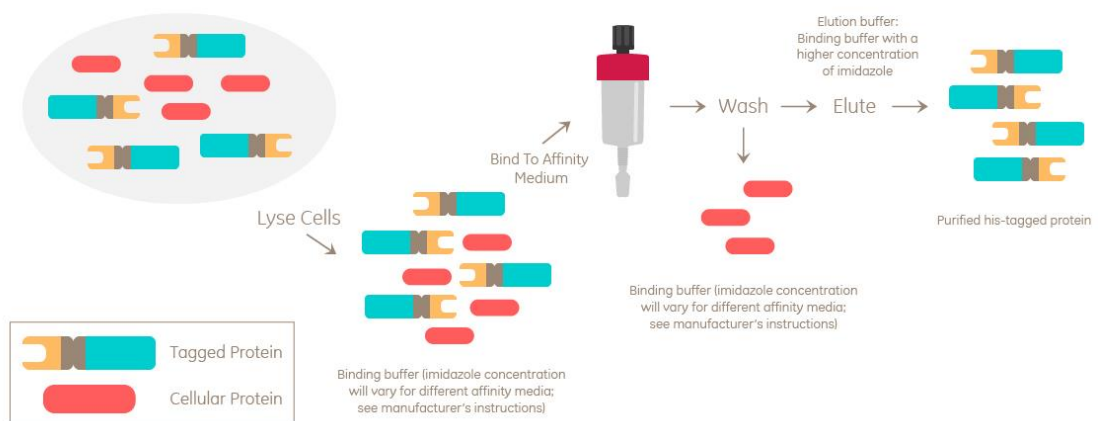 Elution buffer:
Binding buffer with a
higher concentration
of imidazole
Wash
Elute
Bind To Affinity
Medium
Lyse Cells
Purified his-tagged protein
Binding buffer (imidazole concentration
will vary for different affinity media;
see manufacturer's instructions)
Tagged Protein
Cellular Protein
Binding buffer (imidazole concentration
will vary for different affinity media;
see manufacturer's instructions)